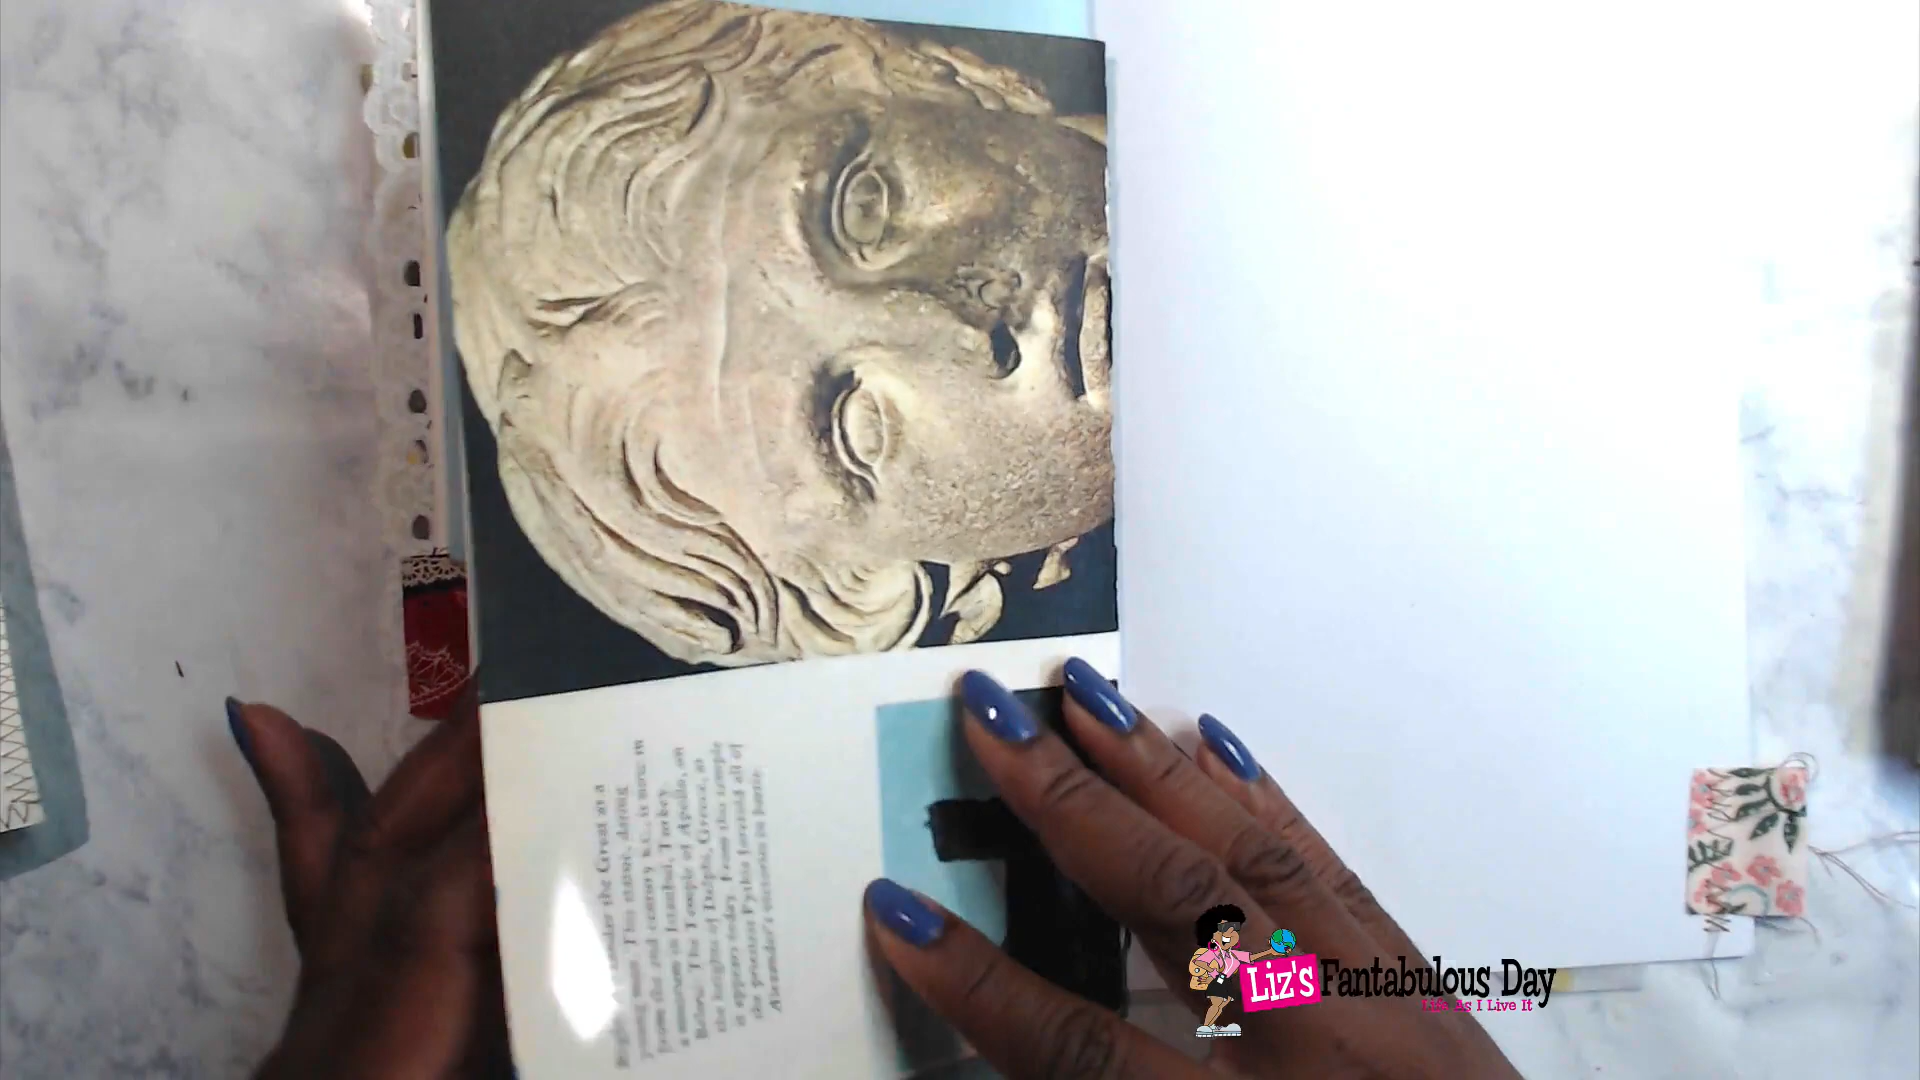 Right: Alexander the Great as a
young man. This statue, dating
from the 2nd century B.C., is now in
a museum in Istanbul, Turkey.
Below: The Temple of Apollo, on
the heights of Delphi, Greece, as
it appears today. From this temple
the priestess Pythia foretold all of
Alexander's victories in battle.
Liz's Fantabulous Day
Life As I Live It